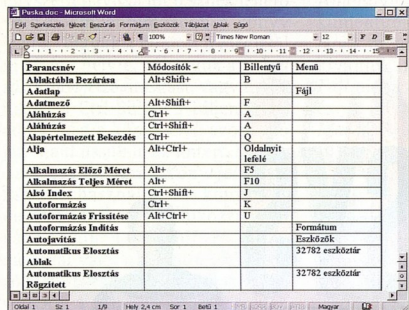 Puska doc - Microsoft Word
Fájl Szerkesztés Nézet Beszúrás Formátum Eszközök Táblázat Ablak Súgó
100% Times New Roman 12 F D
Parancsnév Módosítók - Billentyű Menü
Ablaktábla Bezárása Alt+Shift+ B
Adatlap Fájl
Adatmező Alt+Shift+ F
Aláhúzás Ctrl+ A
Aláhúzás Ctrl+Shift+ A
Alapértelmezett Bekezdés Ctrl+ Q
Alja Alt+Ctrl+ Oldalnyit
lefelé
Alkalmazás Előző Méret Alt+ F5
Alkalmazás Teljes Méret Alt+ F10
Alsó Index Ctrl+Shift+ J
Autoformázás Ctrl+ K
Autoformázás Frissítése Alt+Ctrl+ U
Autoformázás Indítás Formátum
Autojavítás Eszközök
Automatikus Elosztás 32782 eszköztár
Ablak
Automatikus Elosztás 32782 eszköztár
Rögzített
Oldal 1 Sz 1 1/9 Hely 2,4 cm Sor 1 Betű 1 Magyar